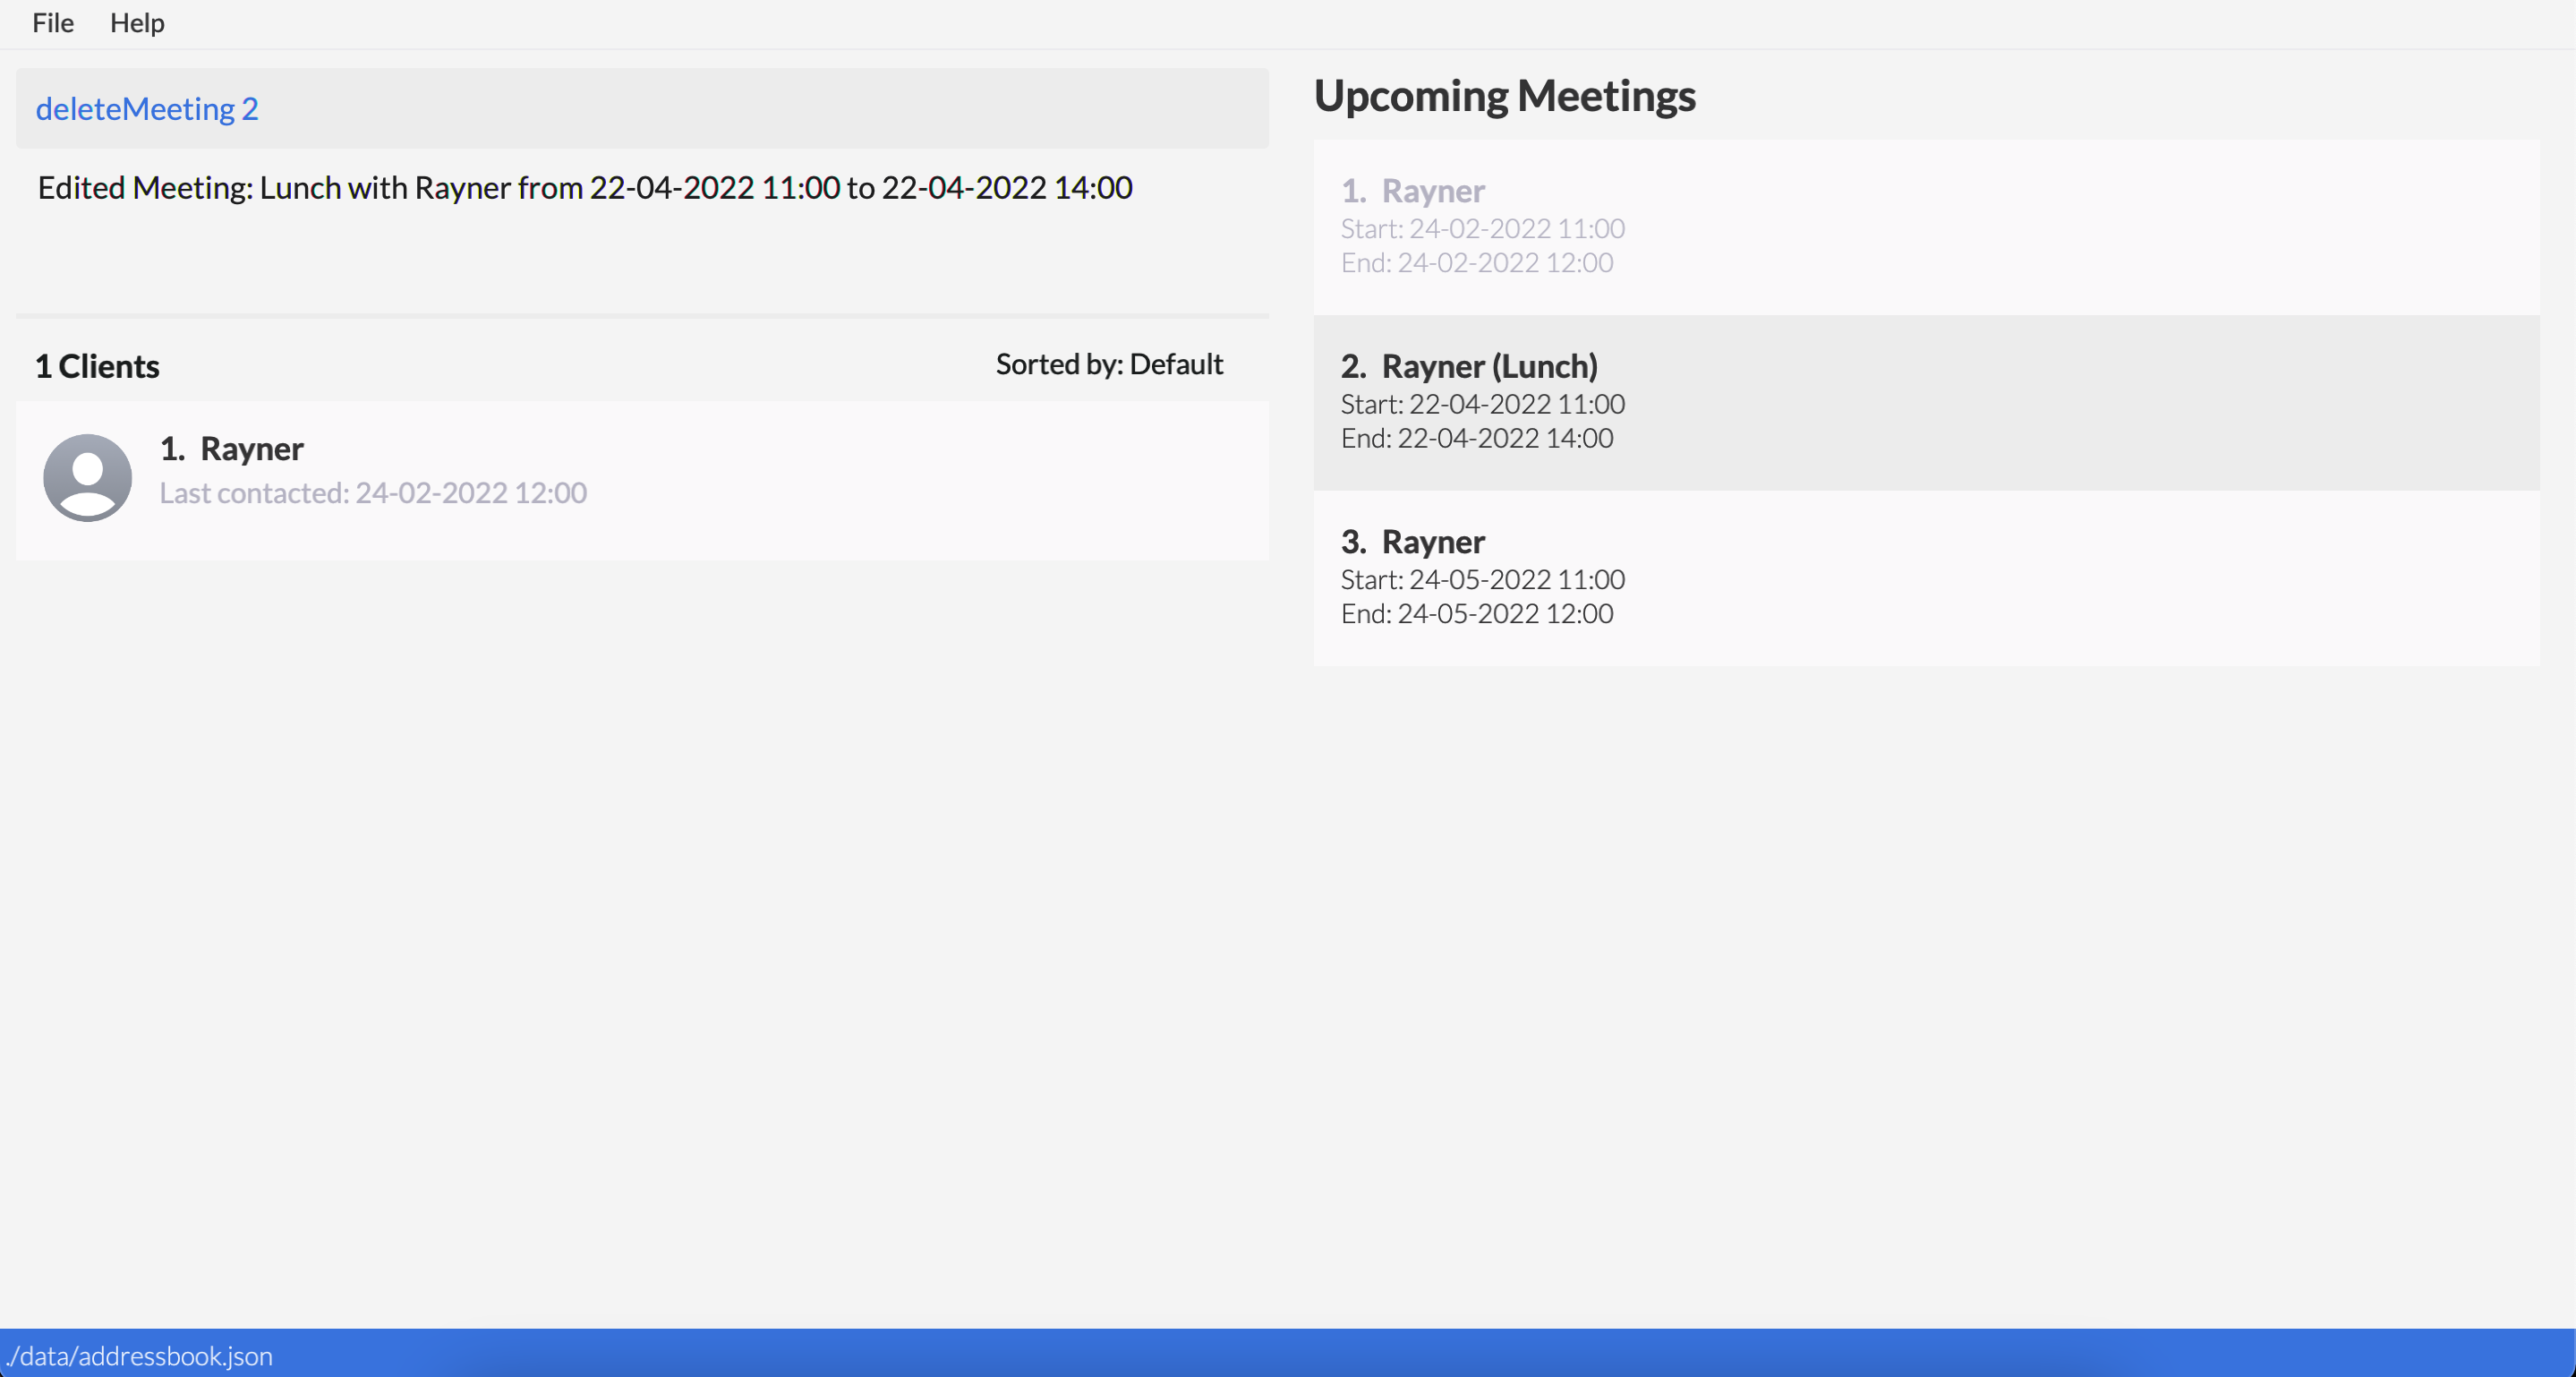 File Help
deleteMeeting 2
Edited Meeting: Lunch with Rayner from 22-04-2022 11:00 to 22-04-2022 14:00
1 Clients
Sorted by: Default
1. Rayner
Last contacted: 24-02-2022 12:00
Upcoming Meetings
1. Rayner
Start: 24-02-2022 11:00
End: 24-02-2022 12:00
2. Rayner (Lunch)
Start: 22-04-2022 11:00
End: 22-04-2022 14:00
3. Rayner
Start: 24-05-2022 11:00
End: 24-05-2022 12:00
./data/addressbook.json